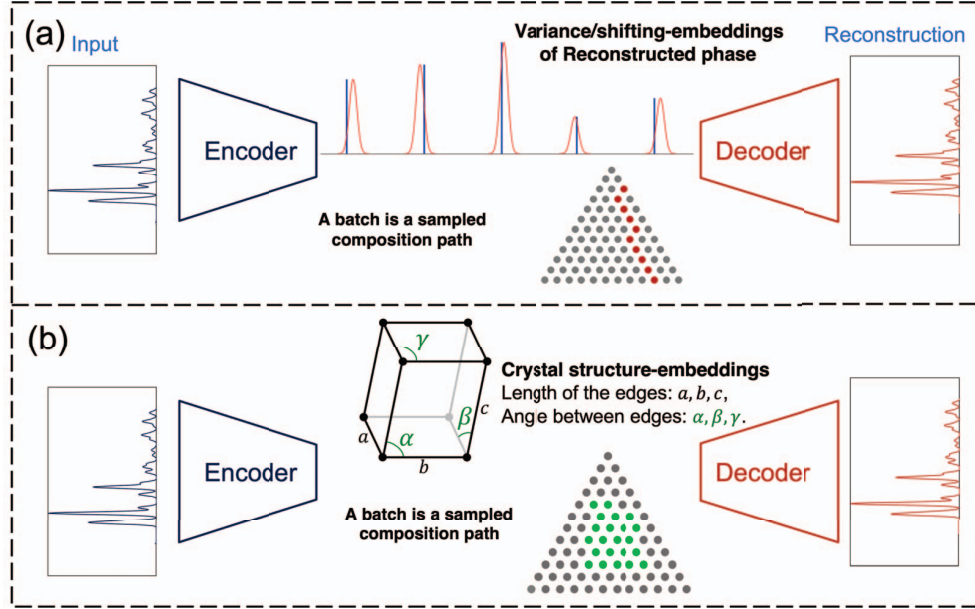 (a)
Input
Variance/shifting-embeddings
of Reconstructed phase
Reconstruction
Encoder
Decoder
A batch is a sampled
composition path
(b)
γ
β
c
a
α
b
Crystal structure-embeddings
Length of the edges: a, b, c,
Angle between edges: α, β, γ.
Encoder
Decoder
A batch is a sampled
composition path